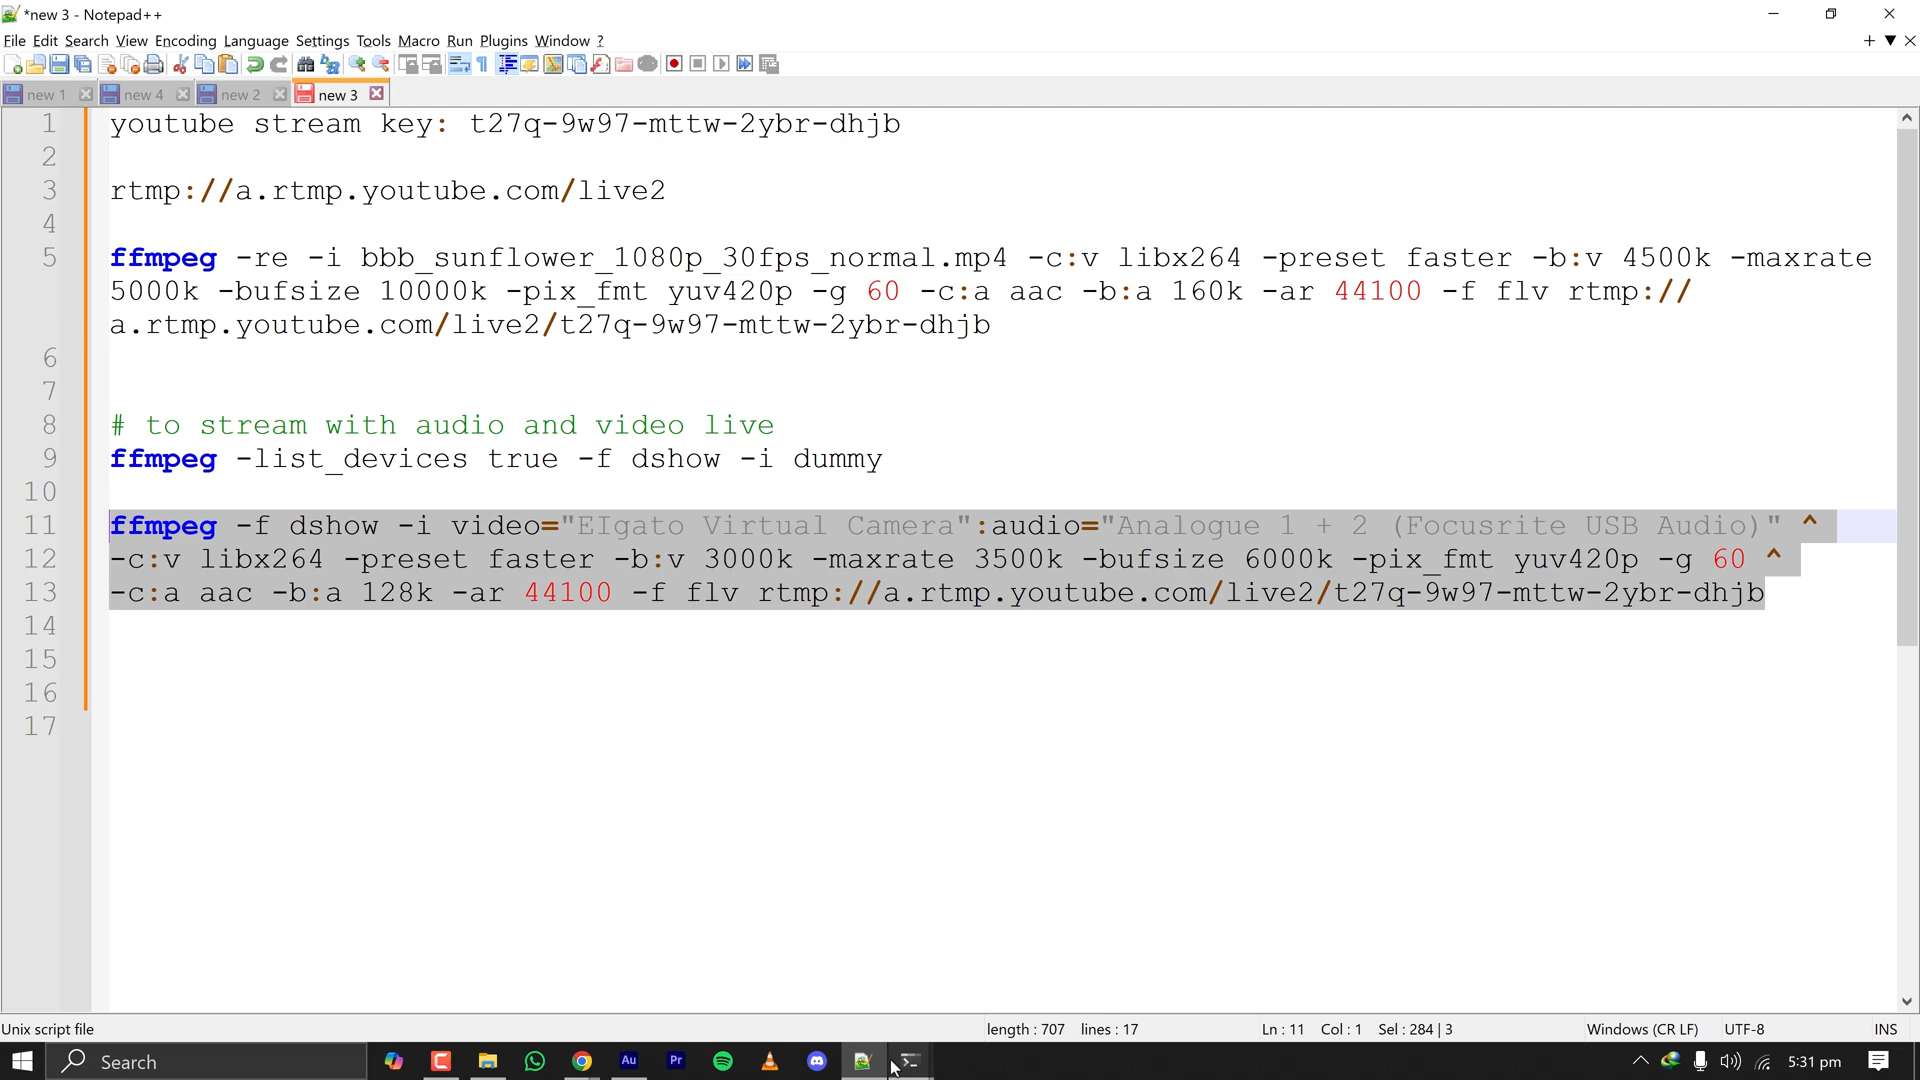 *new 3 - Notepad++
File Edit Search View Encoding Language Settings Tools Macro Run Plugins Window ?
new 1 new 4 new 2 new 3
1 youtube stream key: t27q-9w97-mttw-2ybr-dhjb
2
3 rtmp://a.rtmp.youtube.com/live2
4
5 ffmpeg -re -i bbb_sunflower_1080p_30fps_normal.mp4 -c:v libx264 -preset faster -b:v 4500k -maxrate
5000k -bufsize 10000k -pix_fmt yuv420p -g 60 -c:a aac -b:a 160k -ar 44100 -f flv rtmp://
a.rtmp.youtube.com/live2/t27q-9w97-mttw-2ybr-dhjb
6
7
8 # to stream with audio and video live
9 ffmpeg -list_devices true -f dshow -i dummy
10
11 ffmpeg -f dshow -i video="EIgato Virtual Camera":audio="Analogue 1 + 2 (Focusrite USB Audio)" ^
12 -c:v libx264 -preset faster -b:v 3000k -maxrate 3500k -bufsize 6000k -pix_fmt yuv420p -g 60 ^
13 -c:a aac -b:a 128k -ar 44100 -f flv rtmp://a.rtmp.youtube.com/live2/t27q-9w97-mttw-2ybr-dhjb
14
15
16
17
Unix script file length : 707 lines : 17 Ln : 11 Col : 1 Sel : 284 | 3 Windows (CR LF) UTF-8 INS
Search Au Pr 5:31 pm